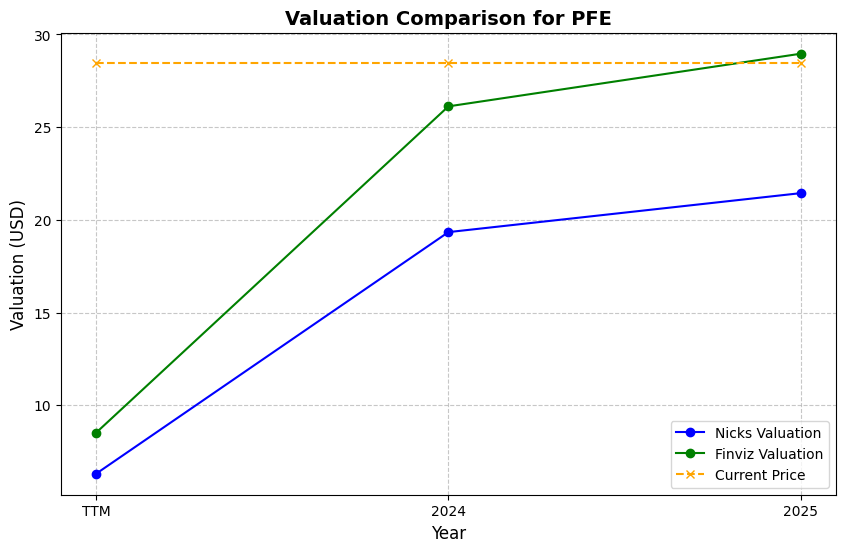 Valuation Comparison for PFE
Valuation (USD)
30
25
20
15
10
TTM
2024
2025
Year
Nicks Valuation
Finviz Valuation
Current Price